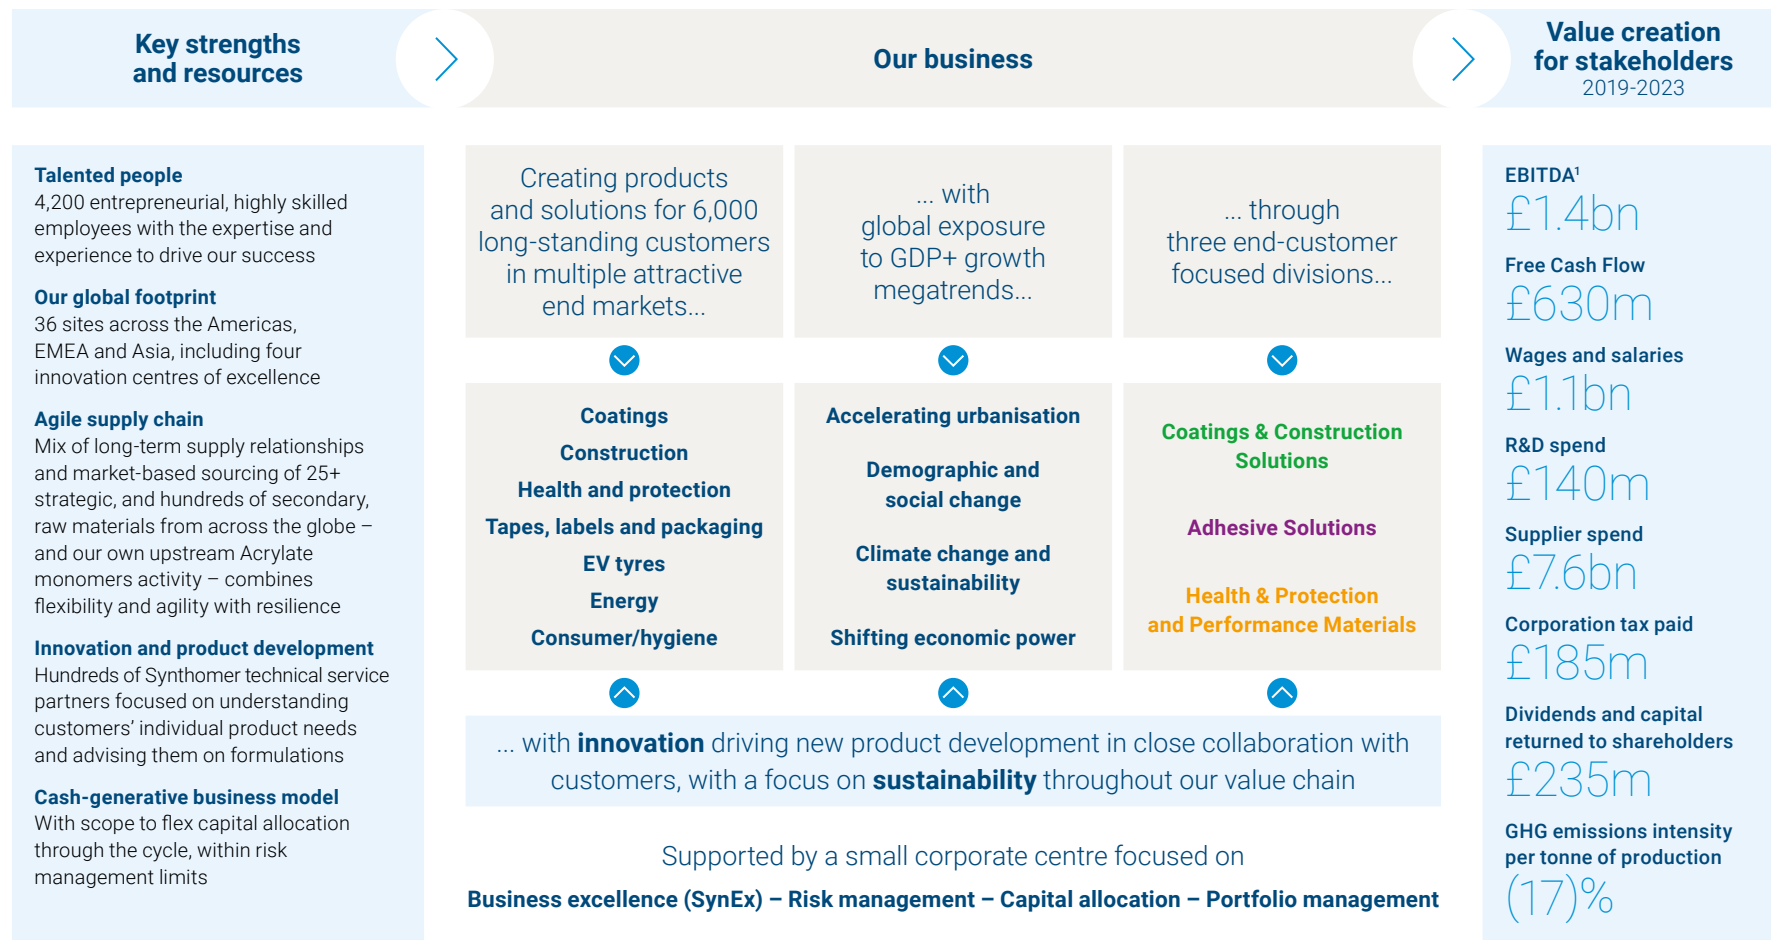 Key strengths
and resources
Our business
Value creation
for stakeholders
2019-2023
Talented people
4,200 entrepreneurial, highly skilled
employees with the expertise and
experience to drive our success
Our global footprint
36 sites across the Americas,
EMEA and Asia, including four
innovation centres of excellence
Agile supply chain
Mix of long-term supply relationships
and market-based sourcing of 25+
strategic, and hundreds of secondary,
raw materials from across the globe –
and our own upstream Acrylate
monomers activity – combines
flexibility and agility with resilience
Innovation and product development
Hundreds of Synthomer technical service
partners focused on understanding
customers’ individual product needs
and advising them on formulations
Cash-generative business model
With scope to flex capital allocation
through the cycle, within risk
management limits
Creating products
and solutions for 6,000
long-standing customers
in multiple attractive
end markets...
Coatings
Construction
Health and protection
Tapes, labels and packaging
EV tyres
Energy
Consumer/hygiene
... with
global exposure
to GDP+ growth
megatrends...
Accelerating urbanisation
Demographic and
social change
Climate change and
sustainability
Shifting economic power
... through
three end-customer
focused divisions...
Coatings & Construction
Solutions
Adhesive Solutions
Health & Protection
and Performance Materials
... with innovation driving new product development in close collaboration with
customers, with a focus on sustainability throughout our value chain
Supported by a small corporate centre focused on
Business excellence (SynEx) – Risk management – Capital allocation – Portfolio management
EBITDA¹
£1.4bn
Free Cash Flow
£630m
Wages and salaries
£1.1bn
R&D spend
£140m
Supplier spend
£7.6bn
Corporation tax paid
£185m
Dividends and capital
returned to shareholders
£235m
GHG emissions intensity
per tonne of production
(17)%